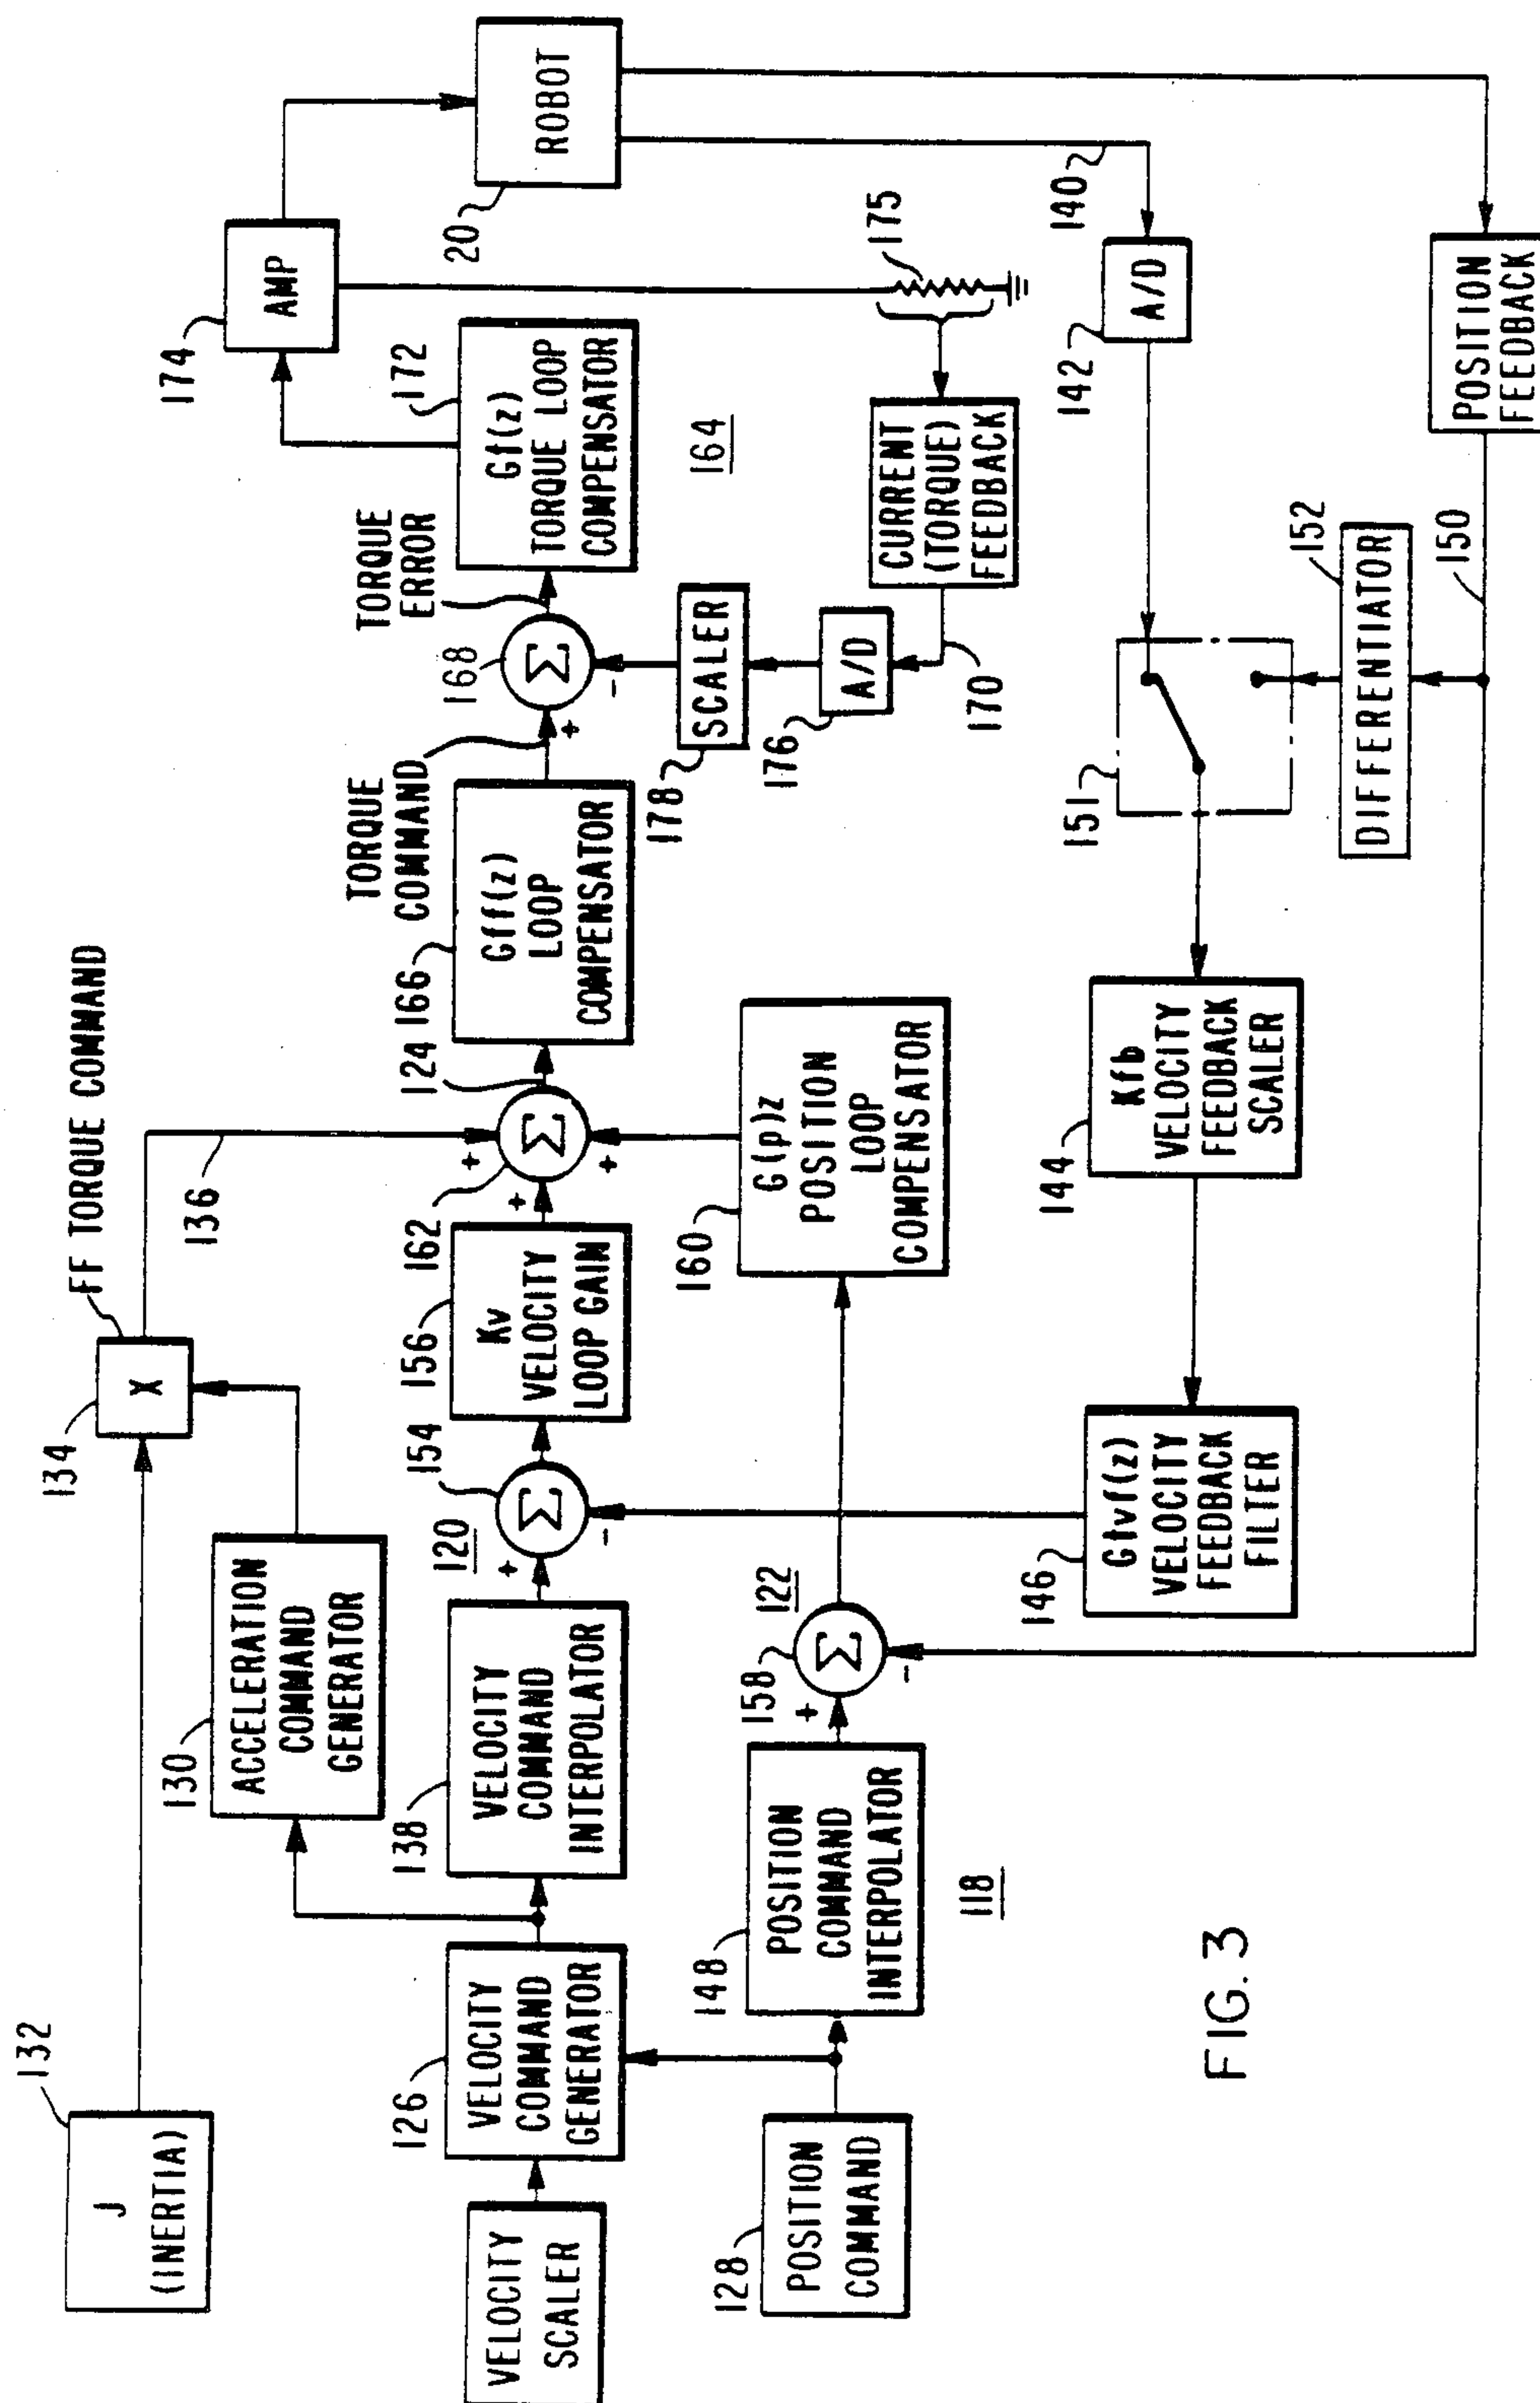 132
J
(INERTIA)
134
X
FF TORQUE COMMAND
136
130
ACCELERATION
COMMAND
GENERATOR
VELOCITY
SCALER
126
VELOCITY
COMMAND
GENERATOR
138
VELOCITY
COMMAND
INTERPOLATOR
120
+
-
Σ
154
156
Kv
VELOCITY
LOOP GAIN
162
+
+
+
Σ
124
166
Gff(z)
LOOP
COMPENSATOR
TORQUE
COMMAND
+
-
Σ
168
TORQUE
ERROR
Gf(z)
TORQUE LOOP
COMPENSATOR
172
174
AMP
20
ROBOT
128
POSITION
COMMAND
148
POSITION
COMMAND
INTERPOLATOR
118
158
+
-
Σ
122
160
G(p)z
POSITION
LOOP
COMPENSATOR
178
SCALER
176
A/D
170
164
CURRENT
(TORQUE)
FEEDBACK
175
140
142
A/D
151
146
Gfvf(z)
VELOCITY
FEEDBACK
FILTER
144
Kfb
VELOCITY
FEEDBACK
SCALER
DIFFERENTIATOR
152
150
POSITION
FEEDBACK
FIG. 3